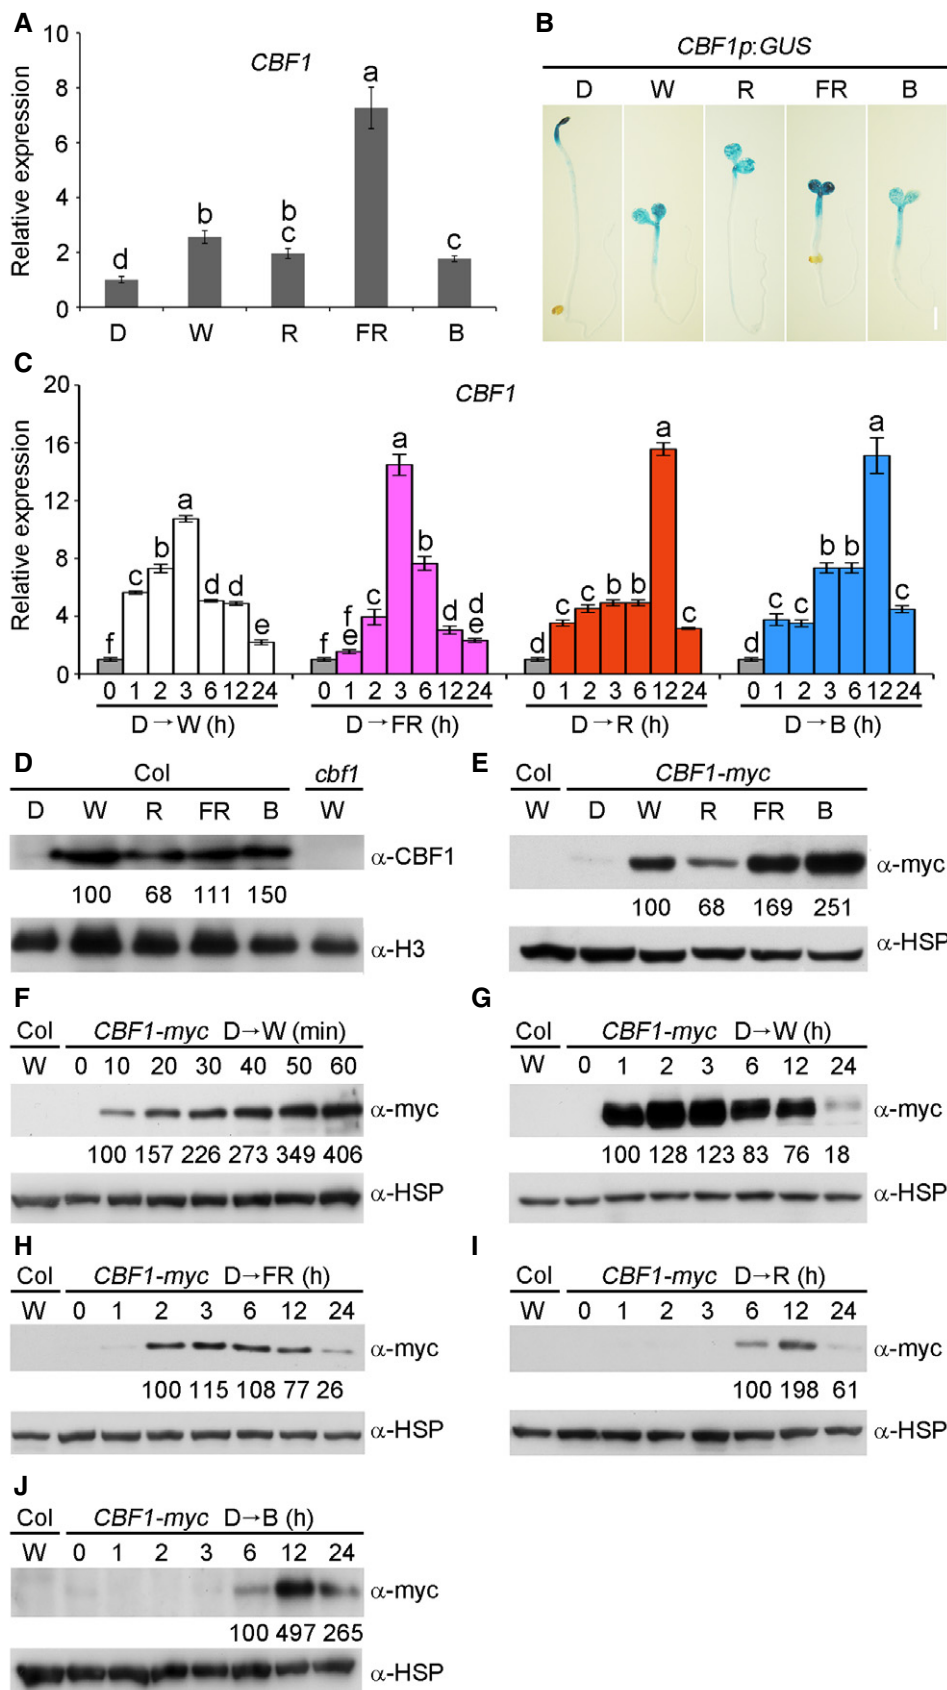 A
CBF1
Relative expression
10
8
6
4
2
0
d
b
b
c
a
c
D W R FR B
B
CBF1p:GUS
D W R FR B
C
CBF1
Relative expression
20
16
12
8
4
0
f c b a d d e
f f e c a b d d e
d c c b b a c
d c c b b a c
0 1 2 3 6 12 24 0 1 2 3 6 12 24 0 1 2 3 6 12 24 0 1 2 3 6 12 24
D→W (h) D→FR (h) D→R (h) D→B (h)
D
Col cbf1
D W R FR B W
α-CBF1
100 68 111 150
α-H3
E
Col CBF1-myc
W D W R FR B
α-myc
100 68 169 251
α-HSP
F
Col CBF1-myc D→W (min)
W 0 10 20 30 40 50 60
α-myc
100 157 226 273 349 406
α-HSP
G
Col CBF1-myc D→W (h)
W 0 1 2 3 6 12 24
α-myc
100 128 123 83 76 18
α-HSP
H
Col CBF1-myc D→FR (h)
W 0 1 2 3 6 12 24
α-myc
100 115 108 77 26
α-HSP
I
Col CBF1-myc D→R (h)
W 0 1 2 3 6 12 24
α-myc
100 198 61
α-HSP
J
Col CBF1-myc D→B (h)
W 0 1 2 3 6 12 24
α-myc
100 497 265
α-HSP